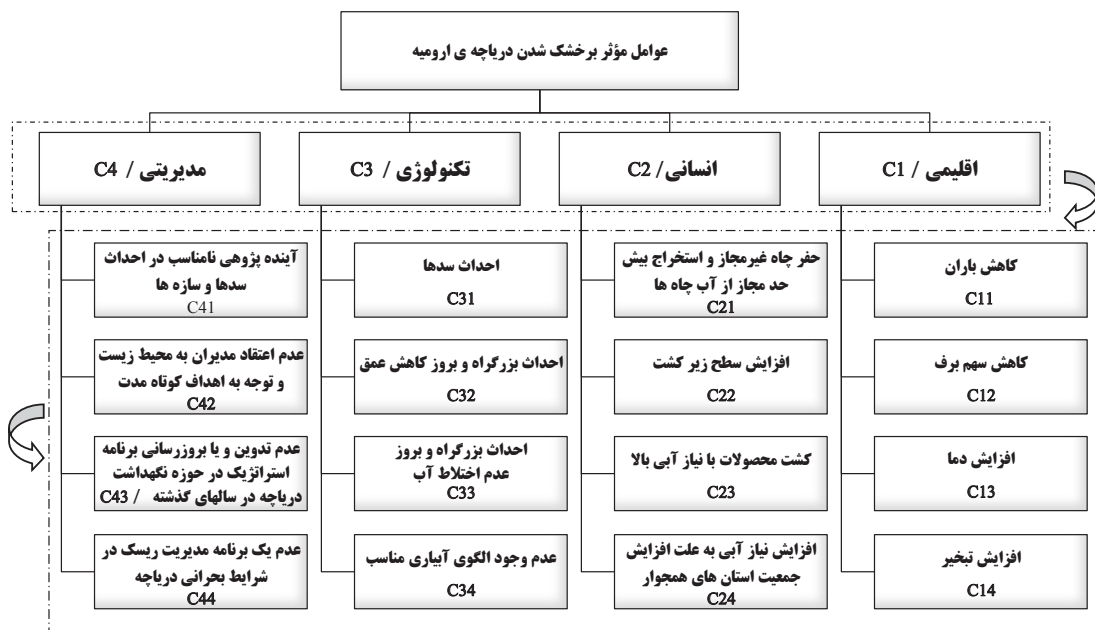 عوامل مؤثر برخشک شدن دریاچه ی ارومیه
اقلیمی / C1
انسانی/ C2
تکنولوژی / C3
مدیریتی / C4
کاهش باران
C11
کاهش سهم برف
C12
افزایش دما
C13
افزایش تبخیر
C14
حفر چاه غیرمجاز و استخراج بیش
حد مجاز از آب چاه ها
C21
افزایش سطح زیر کشت
C22
کشت محصولات با نیاز آبی بالا
C23
افزایش نیاز آبی به علت افزایش
جمعیت استان های همجوار
C24
احداث سدها
C31
احداث بزرگراه و بروز کاهش عمق
C32
احداث بزرگراه و بروز
عدم اختلاط آب
C33
عدم وجود الگوی آبیاری مناسب
C34
آینده پژوهی نامناسب در احداث
سدها و سازه ها
C41
عدم اعتقاد مدیران به محیط زیست
و توجه به اهداف کوتاه مدت
C42
عدم تدوین و یا بروزرسانی برنامه
استراتژیک در حوزه نگهداشت
دریاچه در سالهای گذشته / C43
عدم یک برنامه مدیریت ریسک در
شرایط بحرانی دریاچه
C44